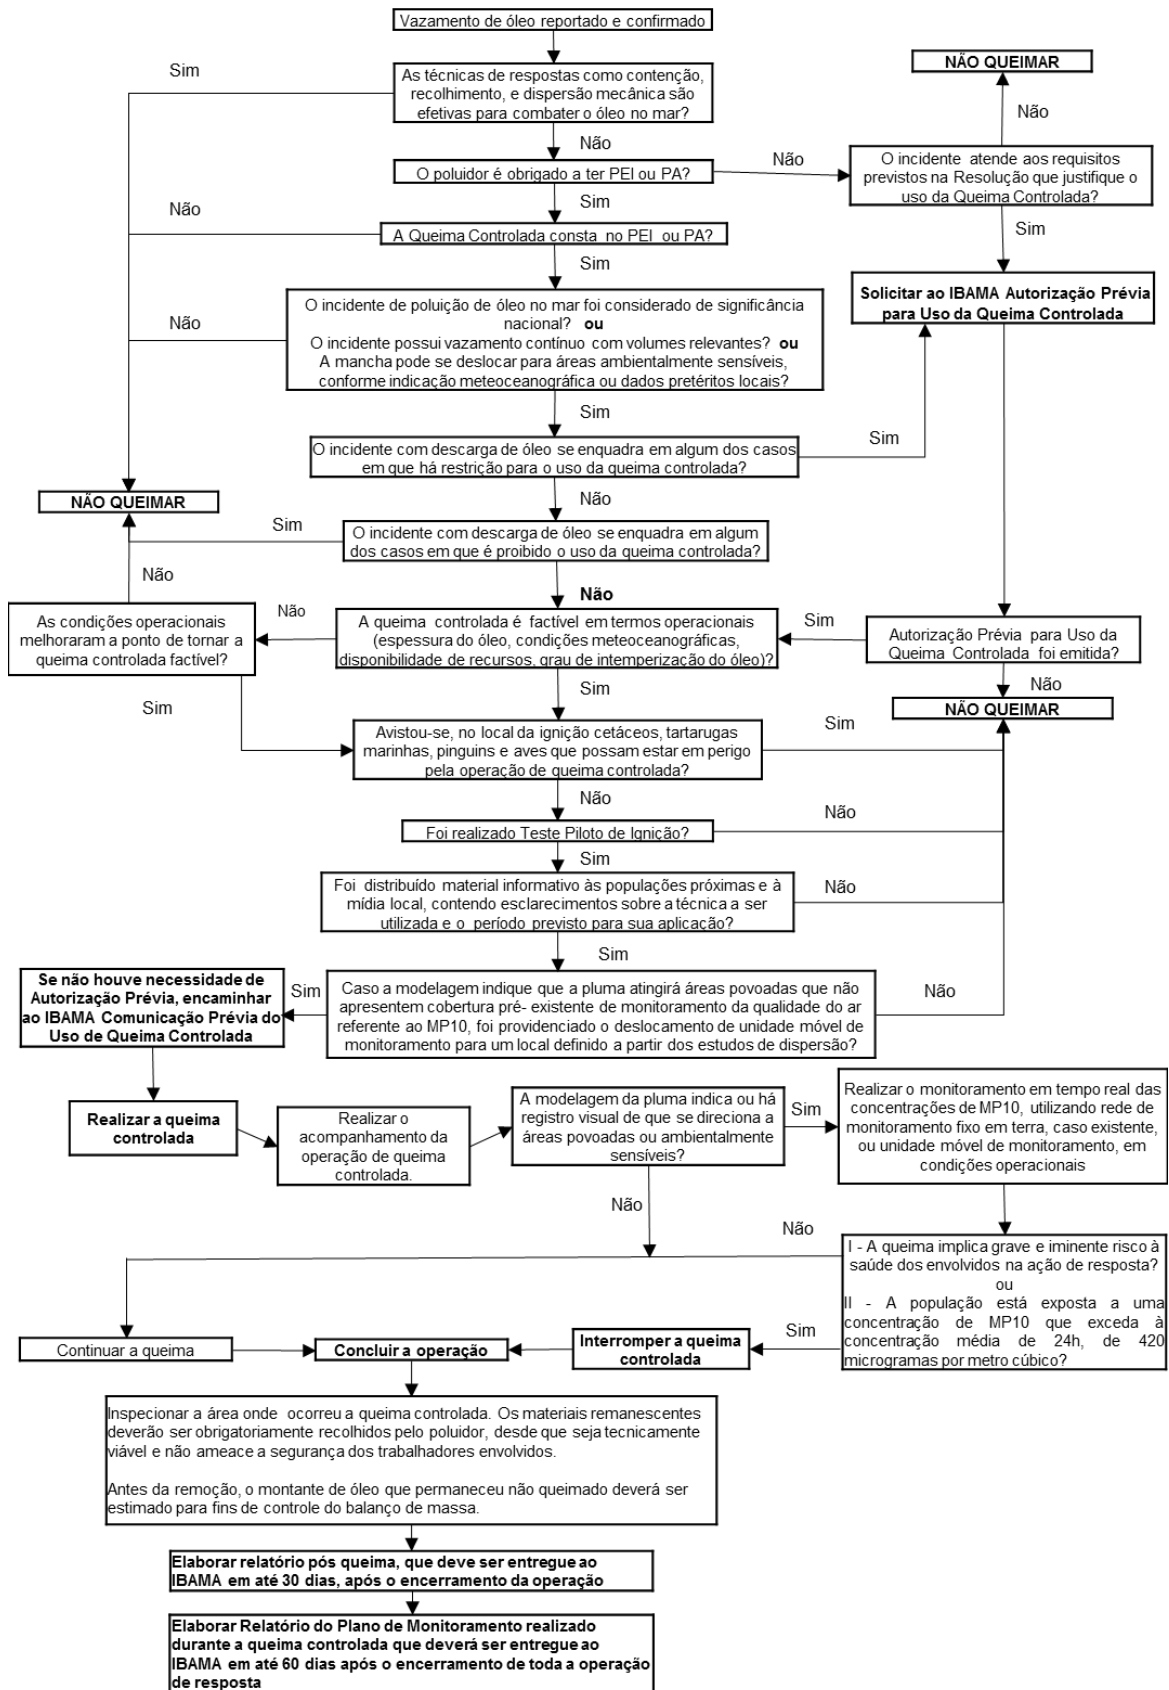 Vazamento de óleo reportado e confirmado
Sim
As técnicas de respostas como contenção,
recolhimento, e dispersão mecânica são
efetivas para combater o óleo no mar?
NÃO QUEIMAR
Não
Não
Não
O poluidor é obrigado a ter PEI ou PA?
O incidente atende aos requisitos
previstos na Resolução que justifique o
uso da Queima Controlada?
Sim
Não
A Queima Controlada consta no PEI ou PA?
Sim
Sim
Solicitar ao IBAMA Autorização Prévia
para Uso da Queima Controlada
Não
O incidente de poluição de óleo no mar foi considerado de significância
nacional? ou
O incidente possui vazamento contínuo com volumes relevantes? ou
A mancha pode se deslocar para áreas ambientalmente sensíveis,
conforme indicação meteoceanográfica ou dados pretéritos locais?
Sim
Sim
O incidente com descarga de óleo se enquadra em algum dos casos
em que há restrição para o uso da queima controlada?
NÃO QUEIMAR
Não
Sim
O incidente com descarga de óleo se enquadra em algum
dos casos em que é proibido o uso da queima controlada?
Não
Não
As condições operacionais
melhoraram a ponto de tornar a
queima controlada factível?
Não
A queima controlada é factível em termos operacionais
(espessura do óleo, condições meteoceanográficas,
disponibilidade de recursos, grau de intemperização do óleo)?
Sim
Autorização Prévia para Uso da
Queima Controlada foi emitida?
Sim
Não
Sim
NÃO QUEIMAR
Avistou-se, no local da ignição cetáceos, tartarugas
marinhas, pinguins e aves que possam estar em perigo
pela operação de queima controlada?
Sim
Não
Foi realizado Teste Piloto de Ignição?
Não
Sim
Foi distribuído material informativo às populações próximas e à
mídia local, contendo esclarecimentos sobre a técnica a ser
utilizada e o período previsto para sua aplicação?
Não
Sim
Se não houve necessidade de
Autorização Prévia, encaminhar
ao IBAMA Comunicação Prévia do
Uso de Queima Controlada
Sim
Caso a modelagem indique que a pluma atingirá áreas povoadas que não
apresentem cobertura pré- existente de monitoramento da qualidade do ar
referente ao MP10, foi providenciado o deslocamento de unidade móvel de
monitoramento para um local definido a partir dos estudos de dispersão?
Não
Realizar a queima
controlada
Realizar o
acompanhamento da
operação de queima
controlada.
A modelagem da pluma indica ou há
registro visual de que se direciona a
áreas povoadas ou ambientalmente
sensíveis?
Sim
Realizar o monitoramento em tempo real das
concentrações de MP10, utilizando rede de
monitoramento fixo em terra, caso existente,
ou unidade móvel de monitoramento, em
condições operacionais
Não
Não
I - A queima implica grave e iminente risco à
saúde dos envolvidos na ação de resposta?
ou
II - A população está exposta a uma
concentração de MP10 que exceda à
concentração média de 24h, de 420
microgramas por metro cúbico?
Sim
Continuar a queima
Concluir a operação
Interromper a queima
controlada
Inspecionar a área onde ocorreu a queima controlada. Os materiais remanescentes
deverão ser obrigatoriamente recolhidos pelo poluidor, desde que seja tecnicamente
viável e não ameace a segurança dos trabalhadores envolvidos.
Antes da remoção, o montante de óleo que permaneceu não queimado deverá ser
estimado para fins de controle do balanço de massa.
Elaborar relatório pós queima, que deve ser entregue ao
IBAMA em até 30 dias, após o encerramento da operação
Elaborar Relatório do Plano de Monitoramento realizado
durante a queima controlada que deverá ser entregue ao
IBAMA em até 60 dias após o encerramento de toda a operação
de resposta